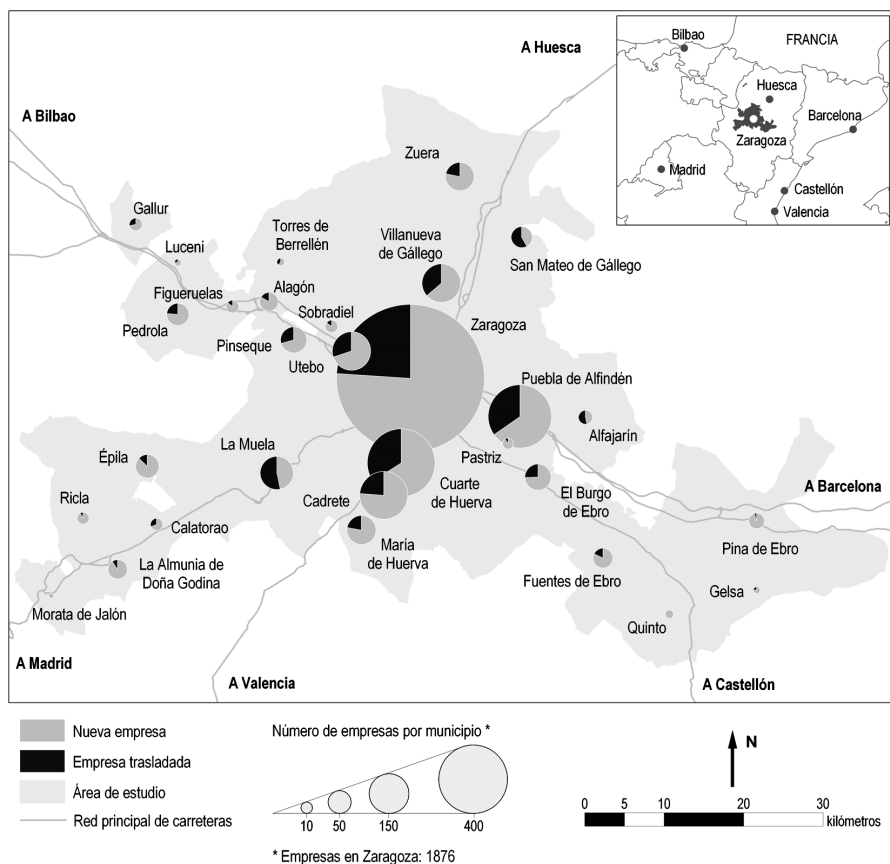 A Huesca
A Bilbao
Bilbao
FRANCIA
Huesca
Barcelona
Zaragoza
Madrid
Castellón
Valencia
Zuera
Gallur
Luceni
Torres de
Berrellén
Villanueva
de Gállego
San Mateo de Gállego
Figueruelas
Alagón
Sobradiel
Zaragoza
Pedrola
Pinseque
Utebo
Puebla de Alfindén
Alfajarín
Pastriz
La Muela
Épila
Cuarte
de Huerva
Cadrete
El Burgo
de Ebro
A Barcelona
Ricla
Calatorao
María
de Huerva
Pina de Ebro
La Almunia de
Doña Godina
Fuentes de Ebro
Gelsa
Morata de Jalón
Quinto
A Madrid
A Valencia
A Castellón
Nueva empresa
Empresa trasladada
Área de estudio
Red principal de carreteras
Número de empresas por municipio *
10 50 150 400
* Empresas en Zaragoza: 1876
N
0 5 10 20 30
kilómetros